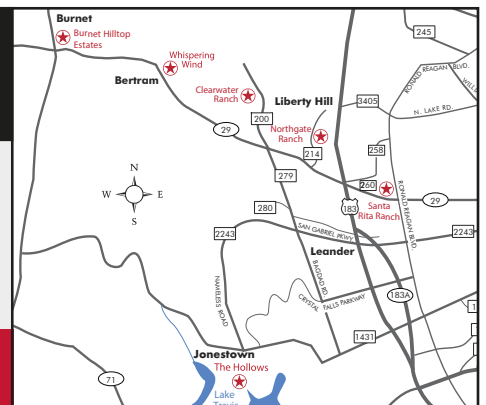 Burnet
Burnet Hilltop
Estates
Whispering
Wind
Bertram
Clearwater
Ranch
Liberty Hill
Northgate
Ranch
245
RONALD REAGAN BLVD.
3405
N. LAKE RD.
200
29
214
258
279
260
Santa
Rita Ranch
29
N
W
E
S
280
183
RONALD REAGAN BLVD.
2243
SAN GABRIEL PKWY
2243
Leander
NAMELESS ROAD
BAGDAD RD.
CRYSTAL FALLS PARKWAY
183A
1431
71
Jonestown
The Hollows
Lake